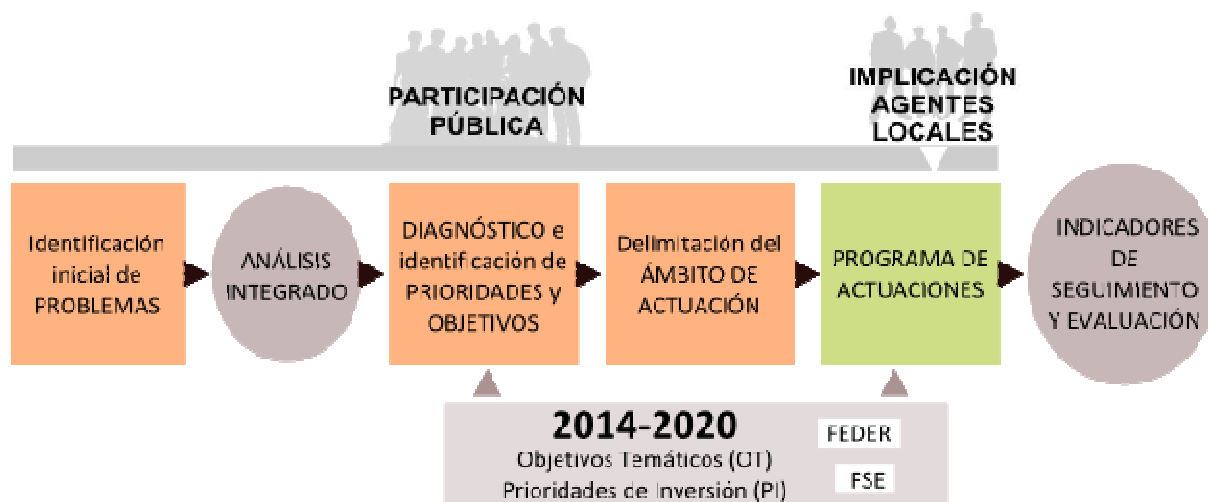 PARTICIPACIÓN
PÚBLICA
IMPLICACIÓN
AGENTES
LOCALES
Identificación
inicial de
PROBLEMAS
ANÁLISIS
INTEGRADO
DIAGNÓSTICO e
identificación de
PRIORIDADES y
OBJETIVOS
Delimitación del
ÁMBITO DE
ACTUACIÓN
PROGRAMA DE
ACTUACIONES
INDICADORES
DE
SEGUIMIENTO
Y EVALUACIÓN
2014-2020
Objetivos Temáticos (OT)
Prioridades de Inversión (PI)
FEDER
FSE